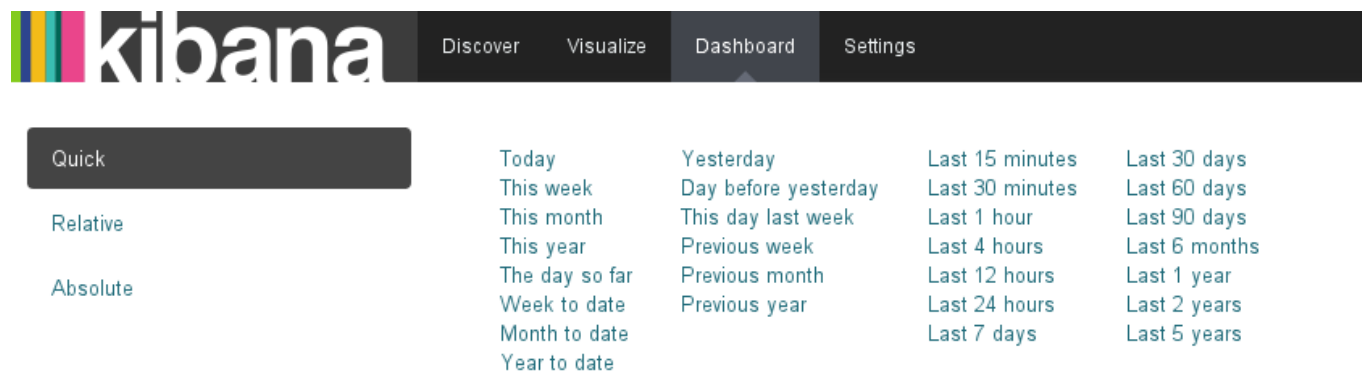 kibana Discover Visualize Dashboard Settings
Quick
Relative
Absolute
Today
This week
This month
This year
The day so far
Week to date
Month to date
Year to date
Yesterday
Day before yesterday
This day last week
Previous week
Previous month
Previous year
Last 15 minutes
Last 30 minutes
Last 1 hour
Last 4 hours
Last 12 hours
Last 24 hours
Last 7 days
Last 30 days
Last 60 days
Last 90 days
Last 6 months
Last 1 year
Last 2 years
Last 5 years